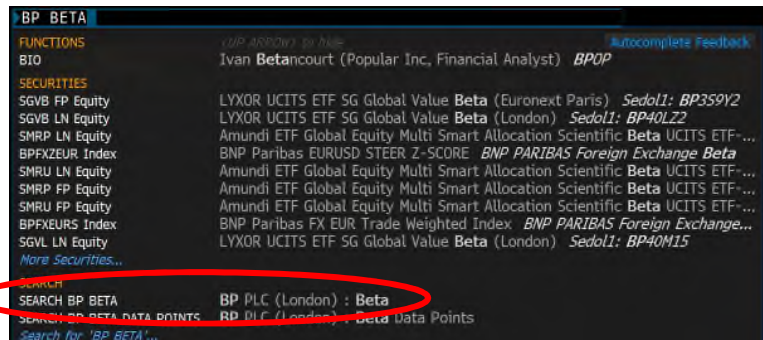 BP BETA
FUNCTIONS <UP ARROW> to hide Autocomplete Feedback
BIO Ivan Betancourt (Popular Inc, Financial Analyst) BPOP
SECURITIES
SGVB FP Equity LYXOR UCITS ETF SG Global Value Beta (Euronext Paris) Sedol1: BP359Y2
SGVB LN Equity LYXOR UCITS ETF SG Global Value Beta (London) Sedol1: BP40LZ2
SMRP LN Equity Amundi ETF Global Equity Multi Smart Allocation Scientific Beta UCITS ETF-...
BPFXZEUR Index BNP Paribas EURUSD STEER Z-SCORE BNP PARIBAS Foreign Exchange Beta
SMRU LN Equity Amundi ETF Global Equity Multi Smart Allocation Scientific Beta UCITS ETF-...
SMRP FP Equity Amundi ETF Global Equity Multi Smart Allocation Scientific Beta UCITS ETF-...
SMRU FP Equity Amundi ETF Global Equity Multi Smart Allocation Scientific Beta UCITS ETF-...
BPFXEURS Index BNP Paribas FX EUR Trade Weighted Index BNP PARIBAS Foreign Exchange...
SGVL LN Equity LYXOR UCITS ETF SG Global Value Beta (London) Sedol1: BP40M15
More Securities...
SEARCH
SEARCH BP BETA BP PLC (London) : Beta
SEARCH BP BETA DATA POINTS BP PLC (London) : Beta Data Points
Search for 'BP BETA'...